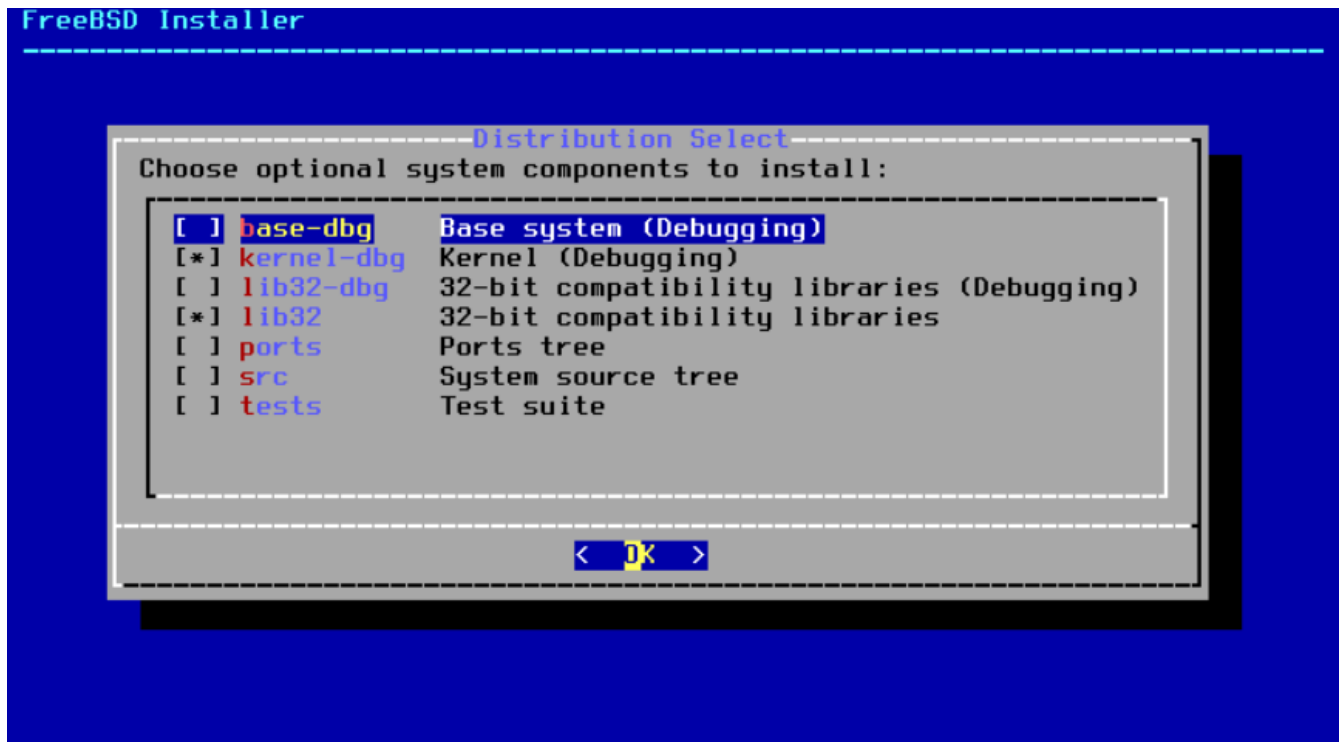 FreeBSD Installer
Distribution Select
Choose optional system components to install:
[ ] base-dbg Base system (Debugging)
[*] kernel-dbg Kernel (Debugging)
[ ] lib32-dbg 32-bit compatibility libraries (Debugging)
[*] lib32 32-bit compatibility libraries
[ ] ports Ports tree
[ ] src System source tree
[ ] tests Test suite
< OK >